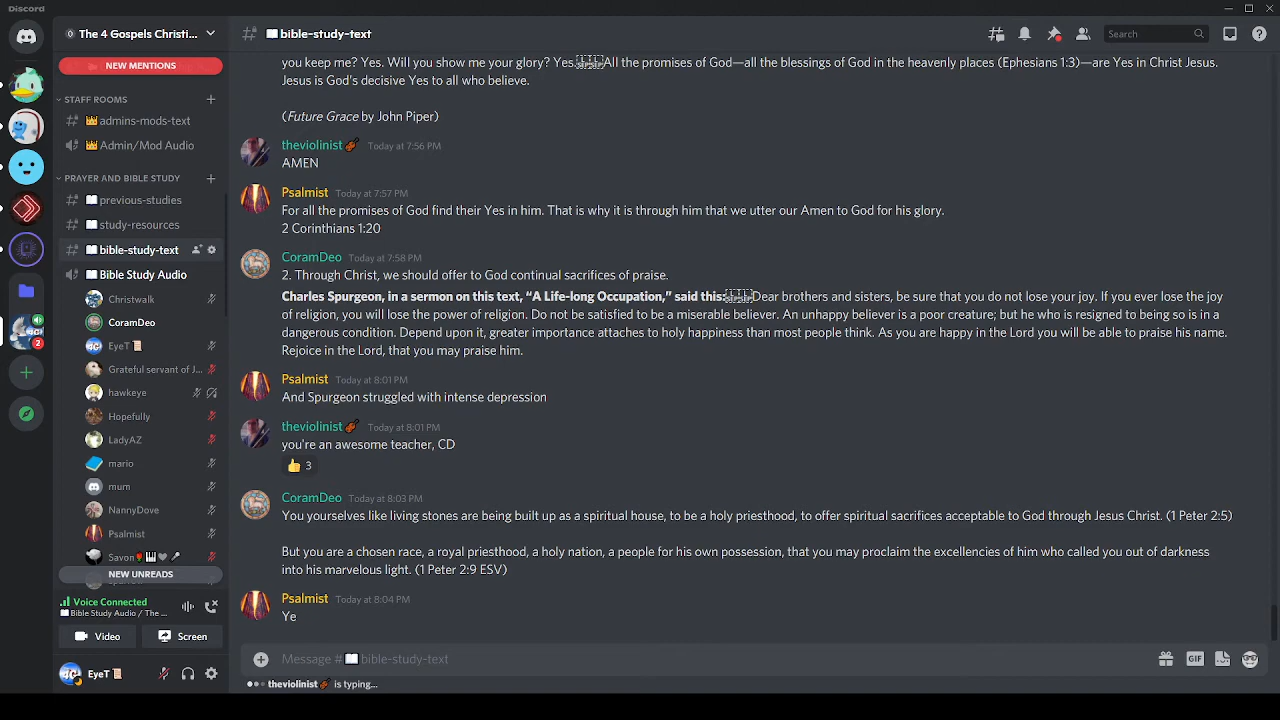 Discord
The 4 Gospels Christi...
bible-study-text
Search
NEW MENTIONS
STAFF ROOMS
admins-mods-text
Admin/Mod Audio
PRAYER AND BIBLE STUDY
previous-studies
study-resources
bible-study-text
Bible Study Audio
Christwalk
CoramDeo
EyeT
Grateful servant of J...
hawkeye
Hopefully
LadyAZ
mario
mum
NannyDove
Psalmist
Savon
NEW UNREADS
Voice Connected
Bible Study Audio / The ...
Video
Screen
EyeT
2
you keep me? Yes. Will you show me your glory? Yes. All the promises of God—all the blessings of God in the heavenly places (Ephesians 1:3)—are Yes in Christ Jesus.
Jesus is God's decisive Yes to all who believe.
(Future Grace by John Piper)
theviolinist Today at 7:56 PM
AMEN
Psalmist Today at 7:57 PM
For all the promises of God find their Yes in him. That is why it is through him that we utter our Amen to God for his glory.
2 Corinthians 1:20
CoramDeo Today at 7:58 PM
2. Through Christ, we should offer to God continual sacrifices of praise.
Charles Spurgeon, in a sermon on this text, “A Life-long Occupation,” said this: Dear brothers and sisters, be sure that you do not lose your joy. If you ever lose the joy
of religion, you will lose the power of religion. Do not be satisfied to be a miserable believer. An unhappy believer is a poor creature; but he who is resigned to being so is in a
dangerous condition. Depend upon it, greater importance attaches to holy happiness than most people think. As you are happy in the Lord you will be able to praise his name.
Rejoice in the Lord, that you may praise him.
Psalmist Today at 8:01 PM
And Spurgeon struggled with intense depression
theviolinist Today at 8:01 PM
you're an awesome teacher, CD
3
CoramDeo Today at 8:03 PM
You yourselves like living stones are being built up as a spiritual house, to be a holy priesthood, to offer spiritual sacrifices acceptable to God through Jesus Christ. (1 Peter 2:5)
But you are a chosen race, a royal priesthood, a holy nation, a people for his own possession, that you may proclaim the excellencies of him who called you out of darkness
into his marvelous light. (1 Peter 2:9 ESV)
Psalmist Today at 8:04 PM
Ye
Message # bible-study-text
GIF
theviolinist is typing...